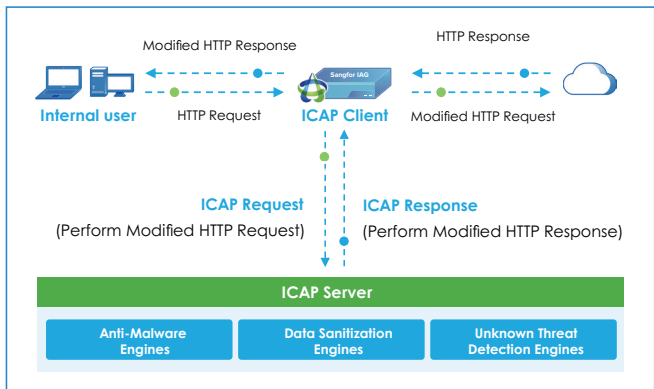 Modified HTTP Response
HTTP Response
Sangfor IAG
Internal user
HTTP Request
ICAP Client
Modified HTTP Request
ICAP Request
(Perform Modified HTTP Request)
ICAP Response
(Perform Modified HTTP Response)
ICAP Server
Anti-Malware
Engines
Data Sanitization
Engines
Unknown Threat
Detection Engines